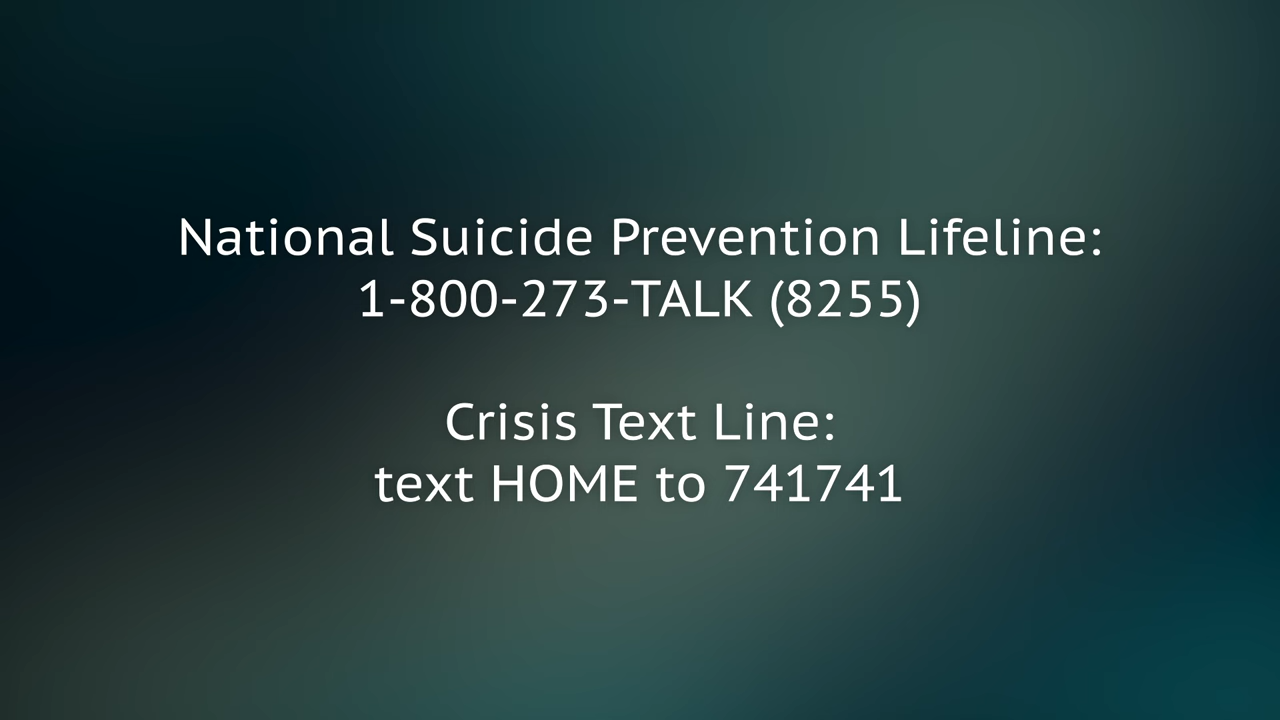 National Suicide Prevention Lifeline:
1-800-273-TALK (8255)
Crisis Text Line:
text HOME to 741741